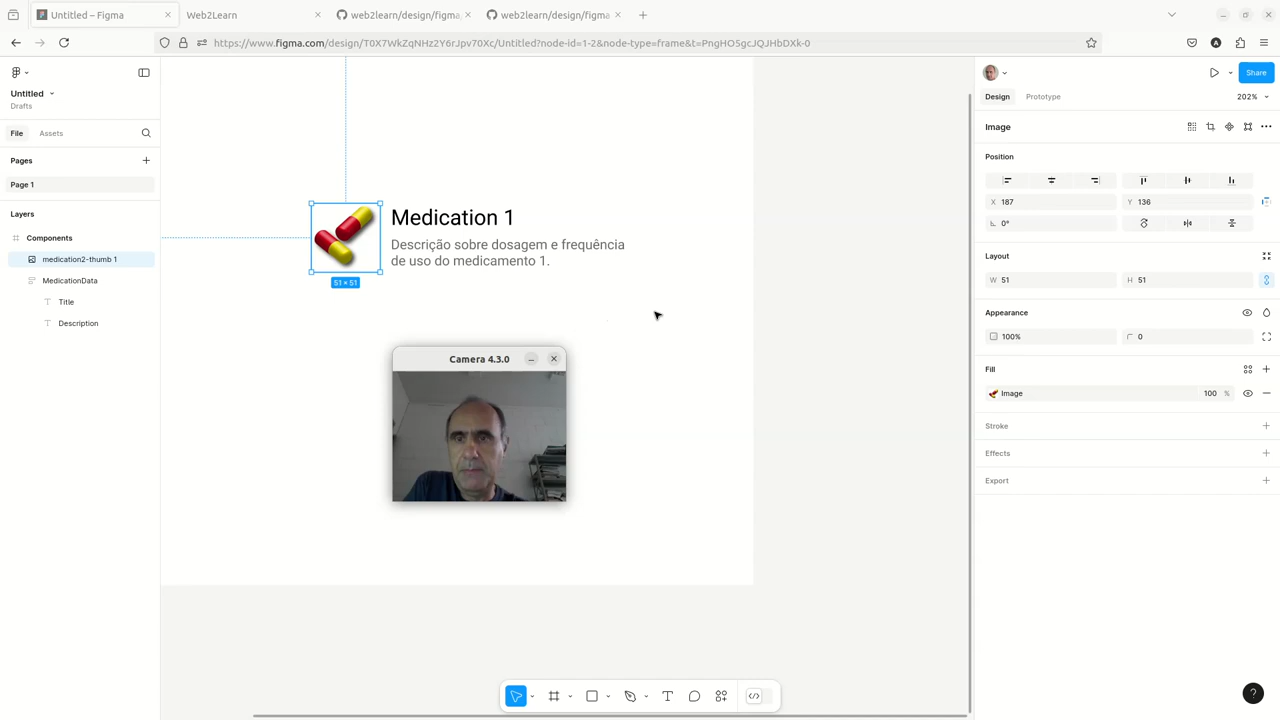 Untitled – Figma
Web2Learn
web2learn/design/figma,
web2learn/design/figma
https://www.figma.com/design/T0X7WkZqNHz2Y6rJpv70Xc/Untitled?node-id=1-2&node-type=frame&t=PngHO5gcJQJHbDXk-0
Untitled
Drafts
File
Assets
Pages
Page 1
Layers
Components
medication2-thumb 1
MedicationData
Title
Description
Medication 1
Descrição sobre dosagem e frequência
de uso do medicamento 1.
51 × 51
Camera 4.3.0
Share
Design
Prototype
202%
Image
Position
X 187
Y 136
0°
Layout
W 51
H 51
Appearance
100%
0
Fill
Image
100 %
Stroke
Effects
Export
?